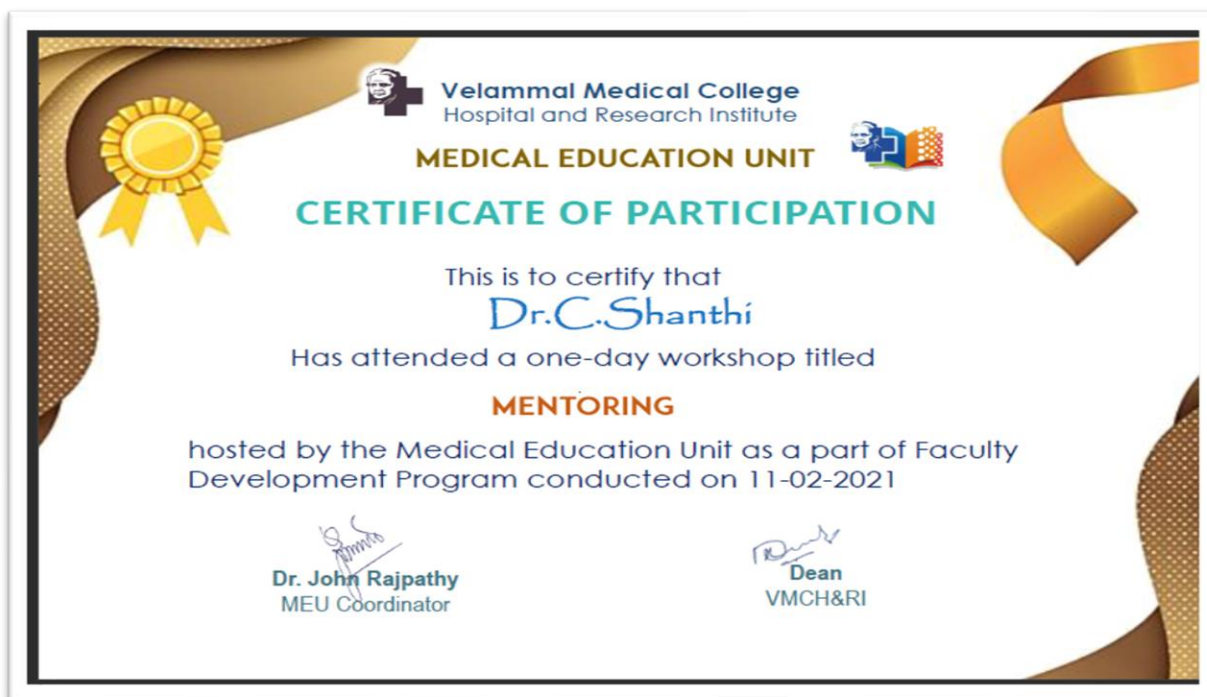 Velammal Medical College
Hospital and Research Institute
MEDICAL EDUCATION UNIT
CERTIFICATE OF PARTICIPATION
This is to certify that
Dr.C.Shanthi
Has attended a one-day workshop titled
MENTORING
hosted by the Medical Education Unit as a part of Faculty
Development Program conducted on 11-02-2021
Dr. John Rajpathy
MEU Coordinator
Dean
VMCH&RI